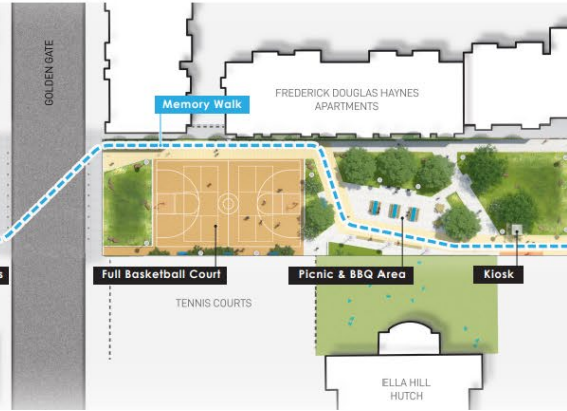 GOLDEN GATE
Memory Walk
FREDERICK DOUGLAS HAYNES
APARTMENTS
s
Full Basketball Court
Picnic & BBQ Area
Kiosk
TENNIS COURTS
ELLA HILL
HUTCH